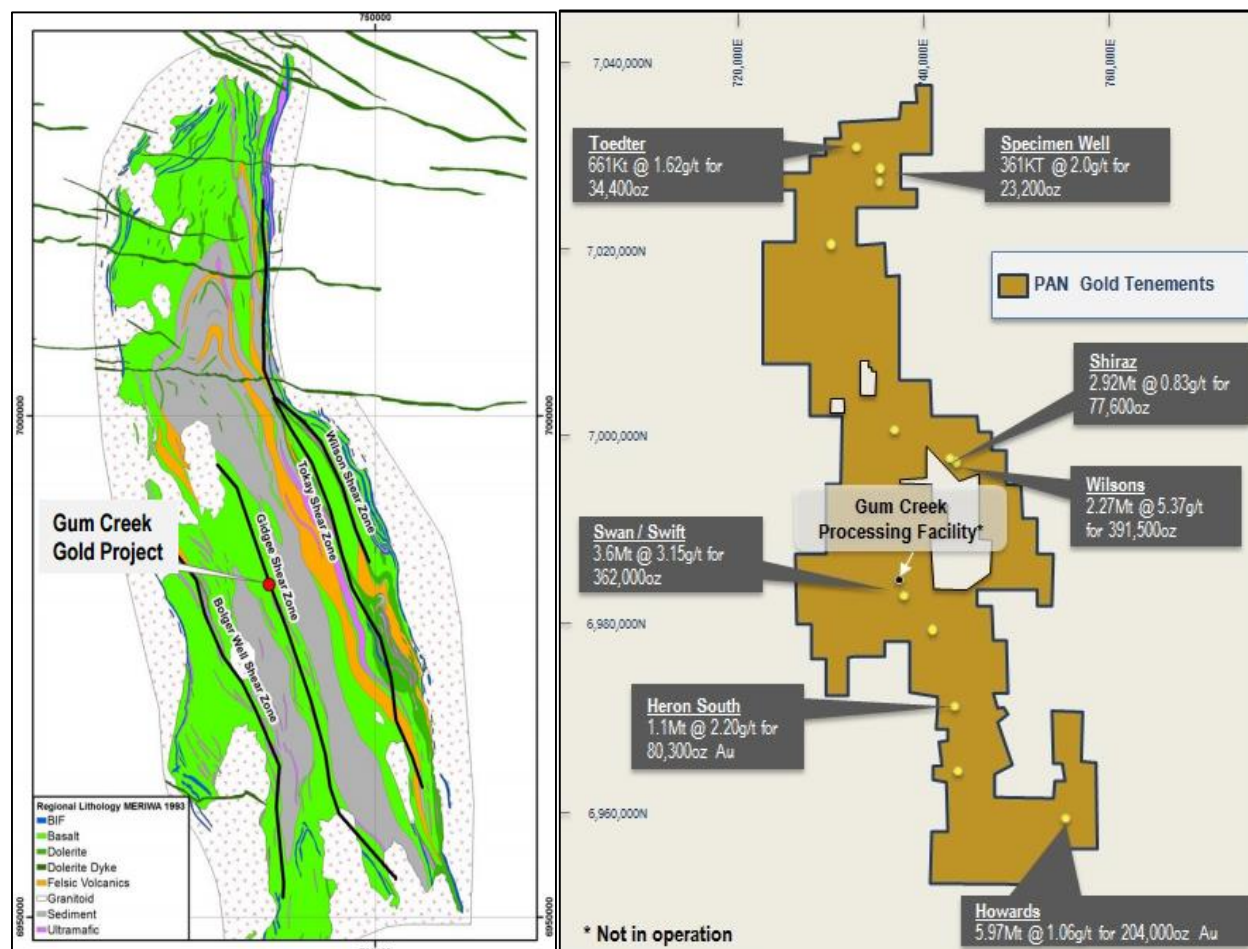 750000
7000000
7000000
Wilson Shear Zone
Tokay Shear Zone
Gidgee Shear Zone
Bolger Well Shear Zone
Gum Creek
Gold Project
Regional Lithology MERIWA 1993
BIF
Basalt
Dolerite
Dolerite Dyke
Felsic Volcanics
Granitoid
Sediment
Ultramafic
6950000
6950000
750000
720,000E
740,000E
760,000E
7,040,000N
7,020,000N
7,000,000N
6,980,000N
6,960,000N
Toedter
661Kt @ 1.62g/t for
34,400oz
Specimen Well
361KT @ 2.0g/t for
23,200oz
PAN Gold Tenements
Shiraz
2.92Mt @ 0.83g/t for
77,600oz
Wilsons
2.27Mt @ 5.37g/t
for 391,500oz
Gum Creek
Processing Facility*
Swan / Swift
3.6Mt @ 3.15g/t for
362,000oz
Heron South
1.1Mt @ 2.20g/t for
80,300oz Au
Howards
5.97Mt @ 1.06g/t for 204,000oz Au
* Not in operation